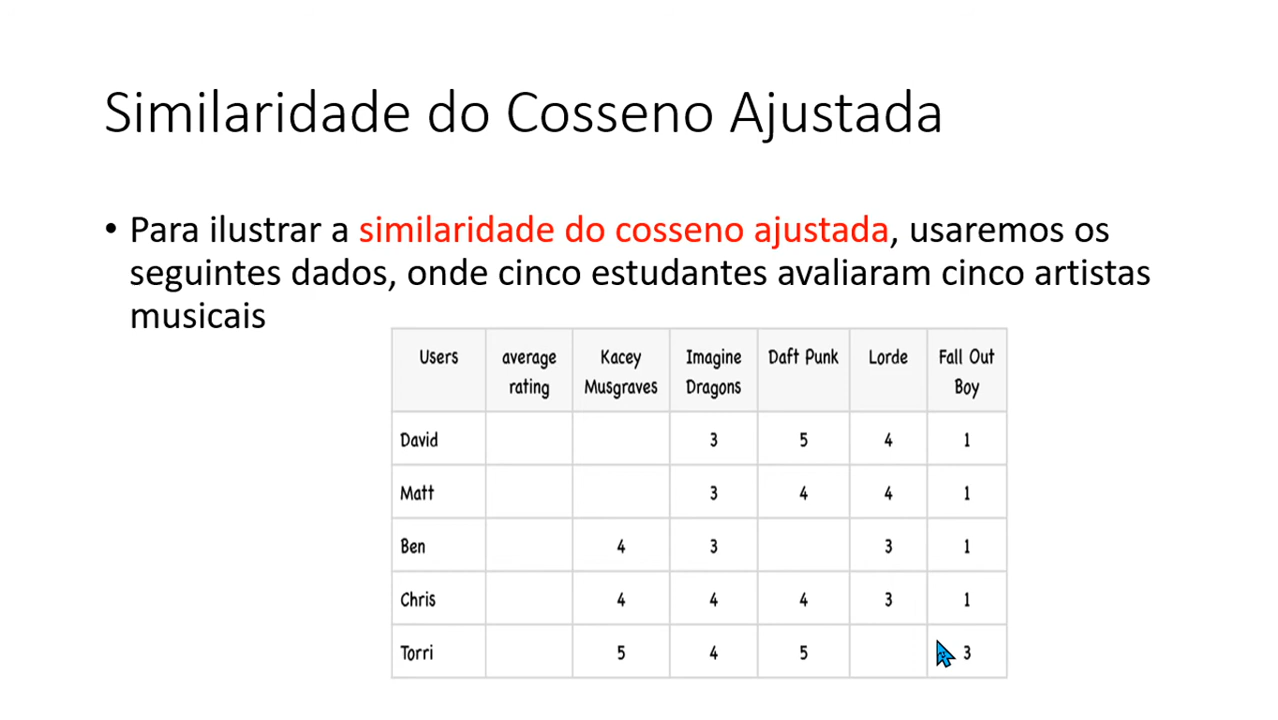 Similaridade do Cosseno Ajustada
• Para ilustrar a similaridade do cosseno ajustada, usaremos os
seguintes dados, onde cinco estudantes avaliaram cinco artistas
musicais
Users average rating Kacey Musgraves Imagine Dragons Daft Punk Lorde Fall Out Boy
David 3 5 4 1
Matt 3 4 4 1
Ben 4 3 3 1
Chris 4 4 4 3 1
Torri 5 4 5 3